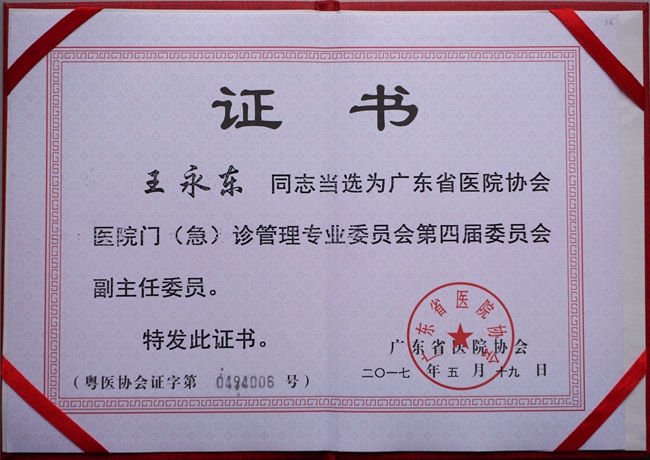 16
证 书
王永东 同志当选为广东省医院协会
医院门（急）诊管理专业委员会第四届委员会
副主任委员。
特发此证书。
广东省医院协会
广东省医院协会
（粤医协会证字第 0494006 号）
二〇一七 年 五 月 十九 日